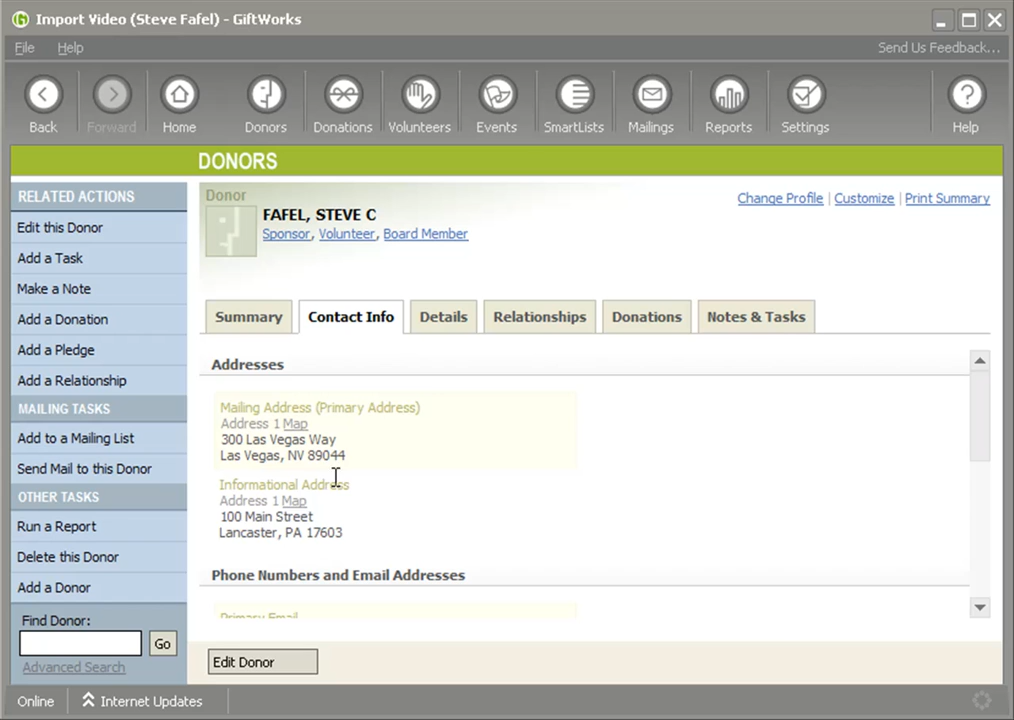 Import Video (Steve Fafel) - GiftWorks
File Help Send Us Feedback...
Back Forward Home Donors Donations Volunteers Events SmartLists Mailings Reports Settings Help
DONORS
RELATED ACTIONS
Edit this Donor
Add a Task
Make a Note
Add a Donation
Add a Pledge
Add a Relationship
MAILING TASKS
Add to a Mailing List
Send Mail to this Donor
OTHER TASKS
Run a Report
Delete this Donor
Add a Donor
Find Donor:
Go
Advanced Search
Donor
FAFEL, STEVE C
Sponsor, Volunteer, Board Member
Change Profile | Customize | Print Summary
Summary Contact Info Details Relationships Donations Notes & Tasks
Addresses
Mailing Address (Primary Address)
Address 1 Map
300 Las Vegas Way
Las Vegas, NV 89044
Informational Address
Address 1 Map
100 Main Street
Lancaster, PA 17603
Phone Numbers and Email Addresses
Primary Email
Edit Donor
Online Internet Updates